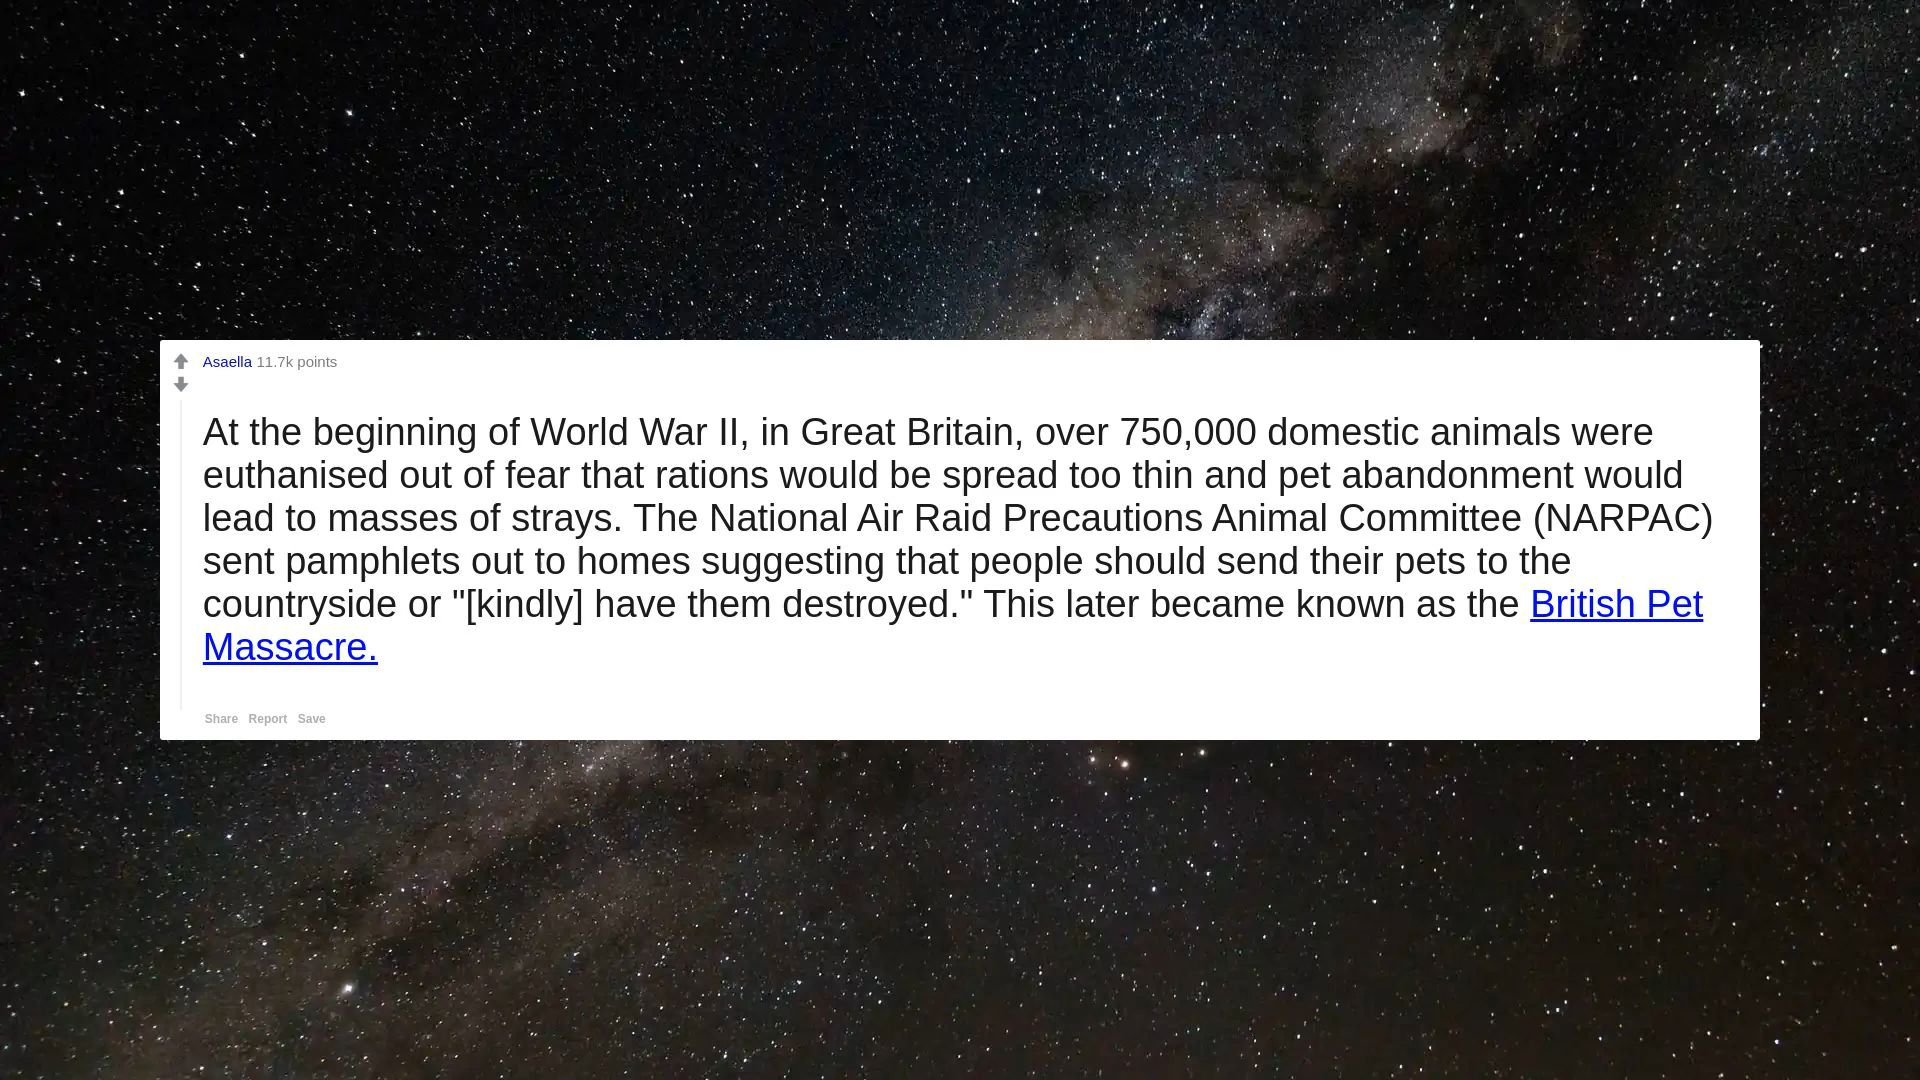 Asaella 11.7k points
At the beginning of World War II, in Great Britain, over 750,000 domestic animals were
euthanised out of fear that rations would be spread too thin and pet abandonment would
lead to masses of strays. The National Air Raid Precautions Animal Committee (NARPAC)
sent pamphlets out to homes suggesting that people should send their pets to the
countryside or "[kindly] have them destroyed." This later became known as the British Pet
Massacre.
Share Report Save